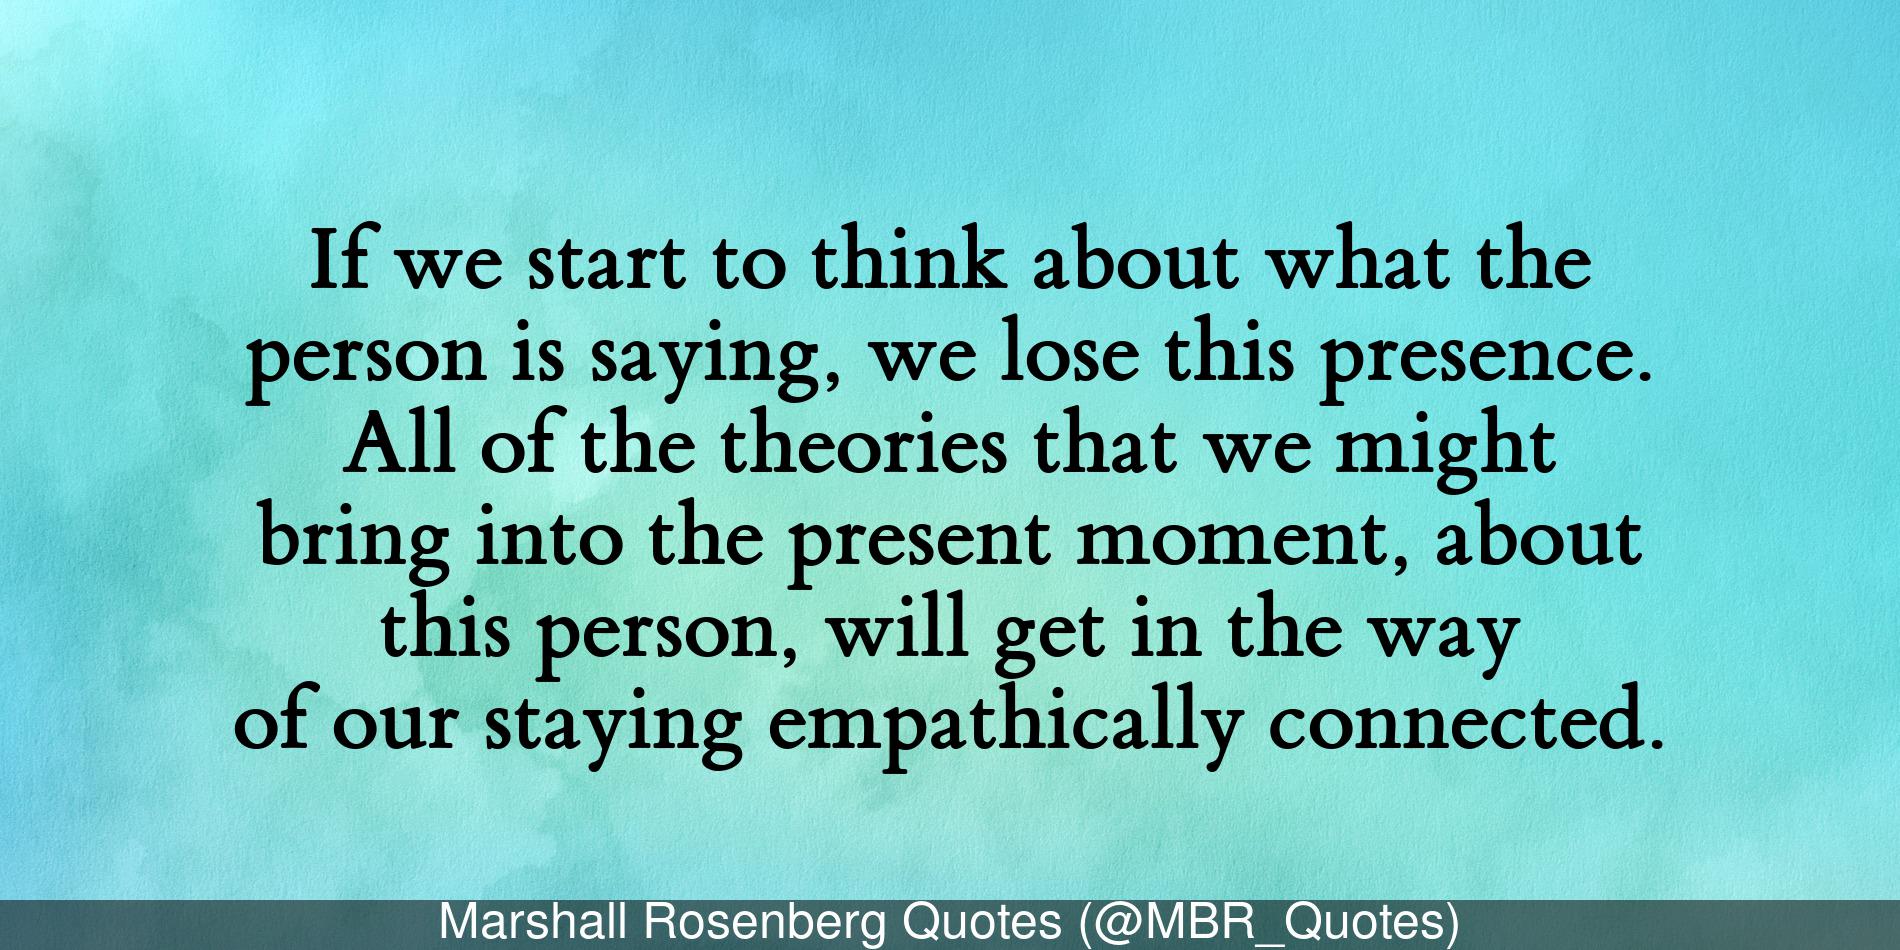 If we start to think about what the
person is saying, we lose this presence.
All of the theories that we might
bring into the present moment, about
this person, will get in the way
of our staying empathically connected.
Marshall Rosenberg Quotes (@MBR_Quotes)